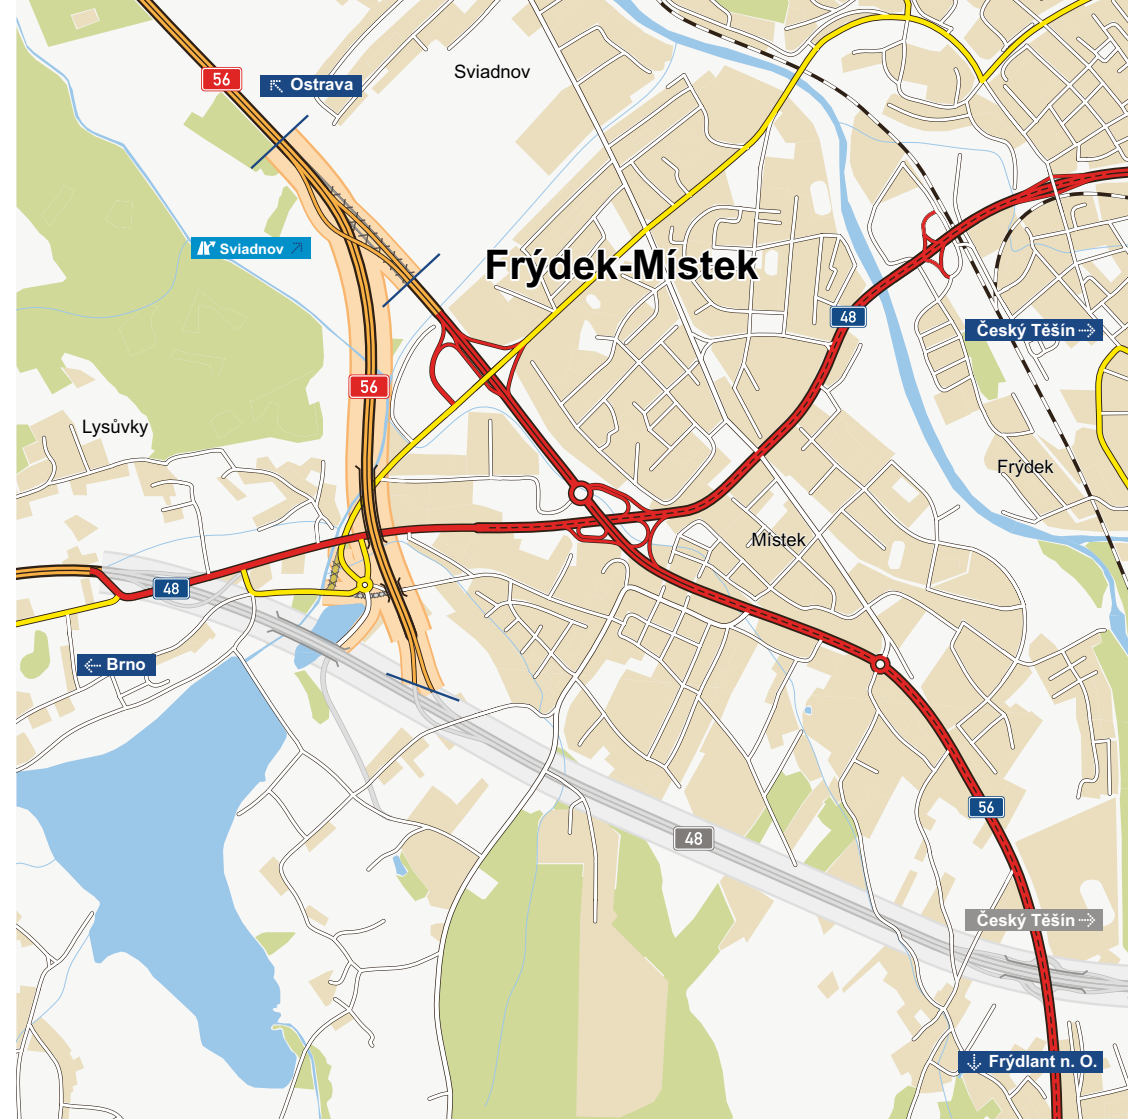 Sviadnov
56
Ostrava
Sviadnov
Frýdek-Místek
48
Český Těšín
56
Lysůvky
Frýdek
Místek
48
Brno
56
48
Český Těšín
Frýdlant n. O.